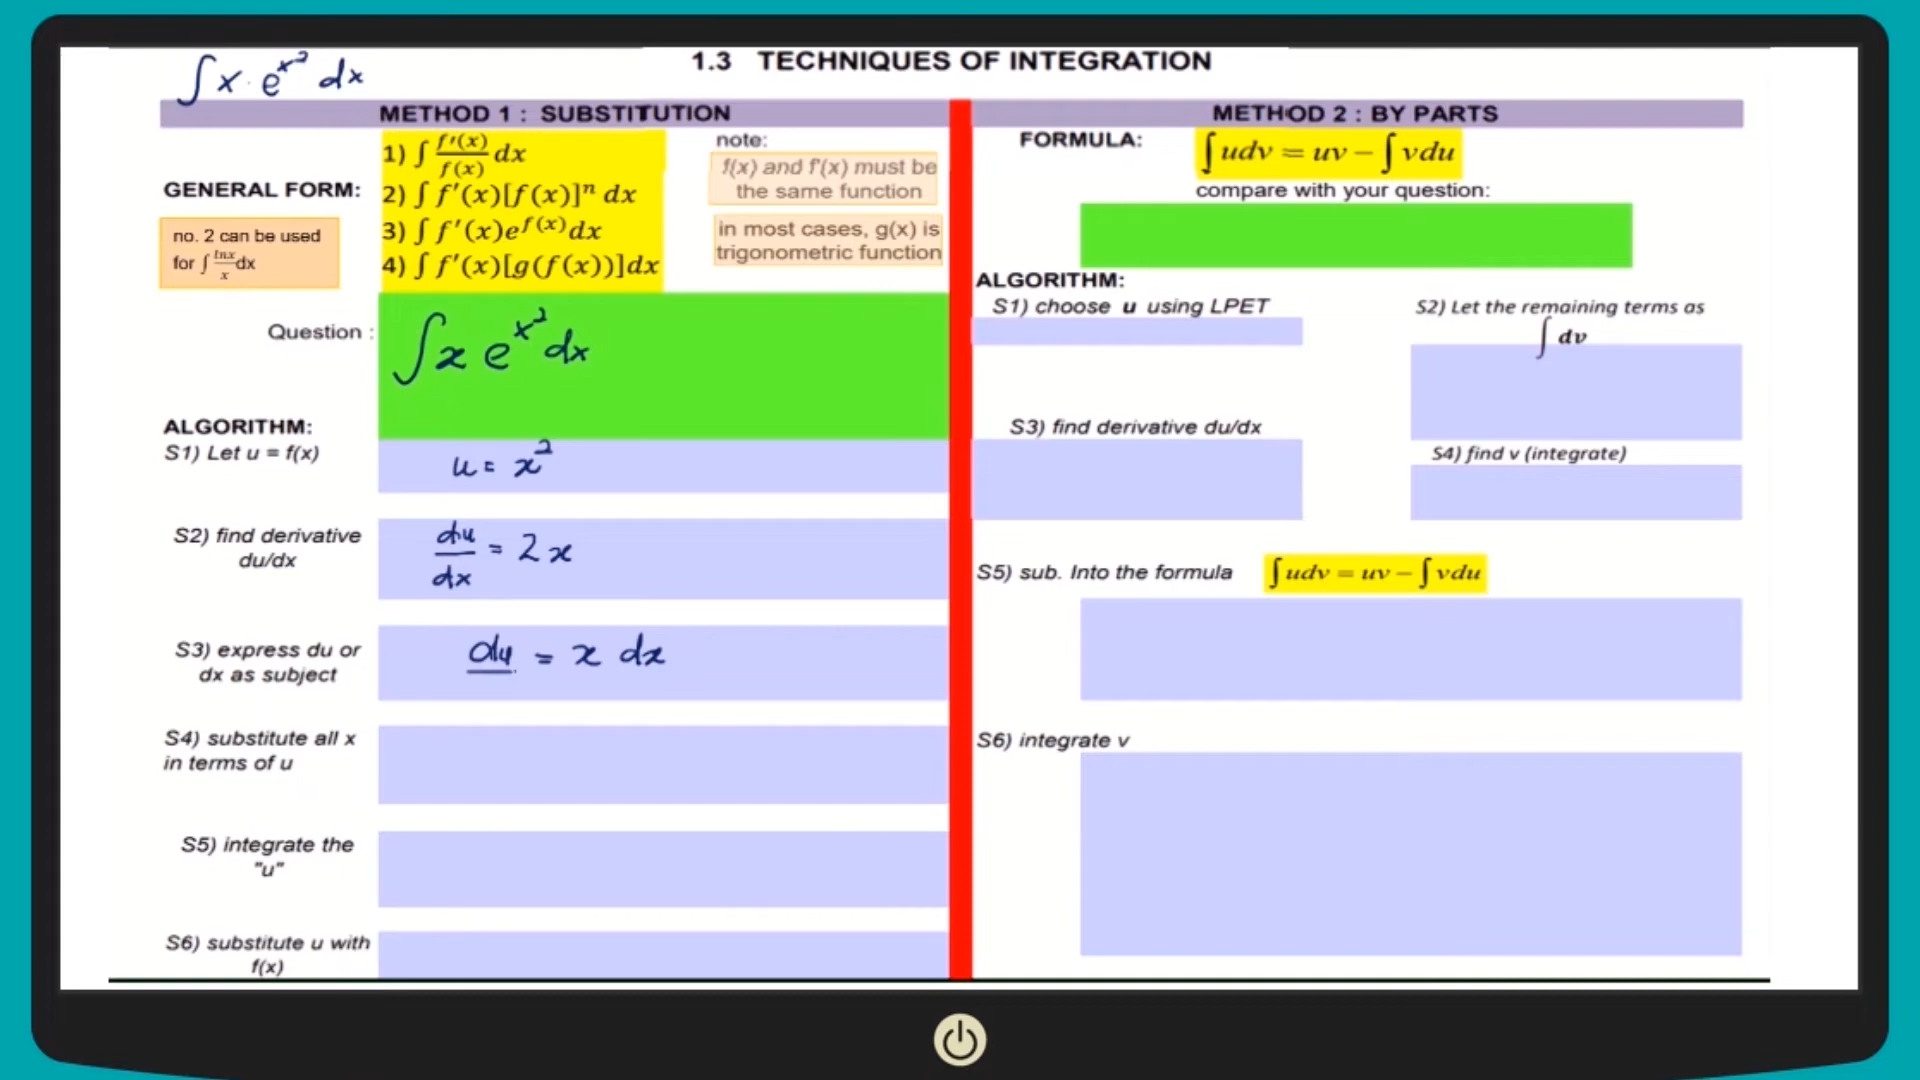 ∫ x · e^x² dx
1.3 TECHNIQUES OF INTEGRATION
METHOD 1 : SUBSTITUTION
GENERAL FORM:
1) ∫ f′(x)/f(x) dx
2) ∫ f′(x)[f(x)]ⁿ dx
3) ∫ f′(x)e^f(x) dx
4) ∫ f′(x)[g(f(x))]dx
note:
f(x) and f'(x) must be
the same function
in most cases, g(x) is
trigonometric function
no. 2 can be used
for ∫ lnx/x dx
Question :
∫ x e^x² dx
ALGORITHM:
S1) Let u = f(x)
u = x²
S2) find derivative
du/dx
du/dx = 2x
S3) express du or
dx as subject
du = x dx
S4) substitute all x
in terms of u
S5) integrate the
"u"
S6) substitute u with
f(x)
METHOD 2 : BY PARTS
FORMULA:
∫ udv = uv − ∫ vdu
compare with your question:
ALGORITHM:
S1) choose u using LPET
S2) Let the remaining terms as
∫ dv
S3) find derivative du/dx
S4) find v (integrate)
S5) sub. Into the formula
∫ udv = uv − ∫ vdu
S6) integrate v